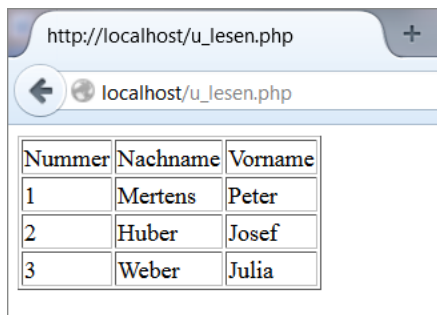 http://localhost/u_lesen.php
localhost/u_lesen.php
Nummer Nachname Vorname
1 Mertens Peter
2 Huber Josef
3 Weber Julia